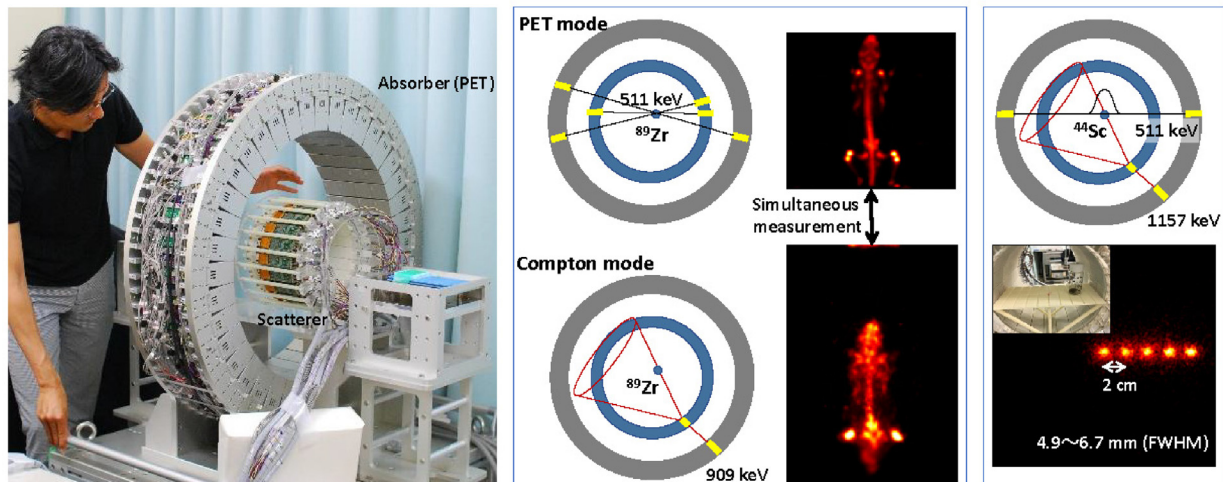 Absorber (PET)
Scatterer
PET mode
511 keV
⁸⁹Zr
Simultaneous
measurement
Compton mode
⁸⁹Zr
909 keV
⁴⁴Sc
511 keV
1157 keV
2 cm
4.9～6.7 mm (FWHM)